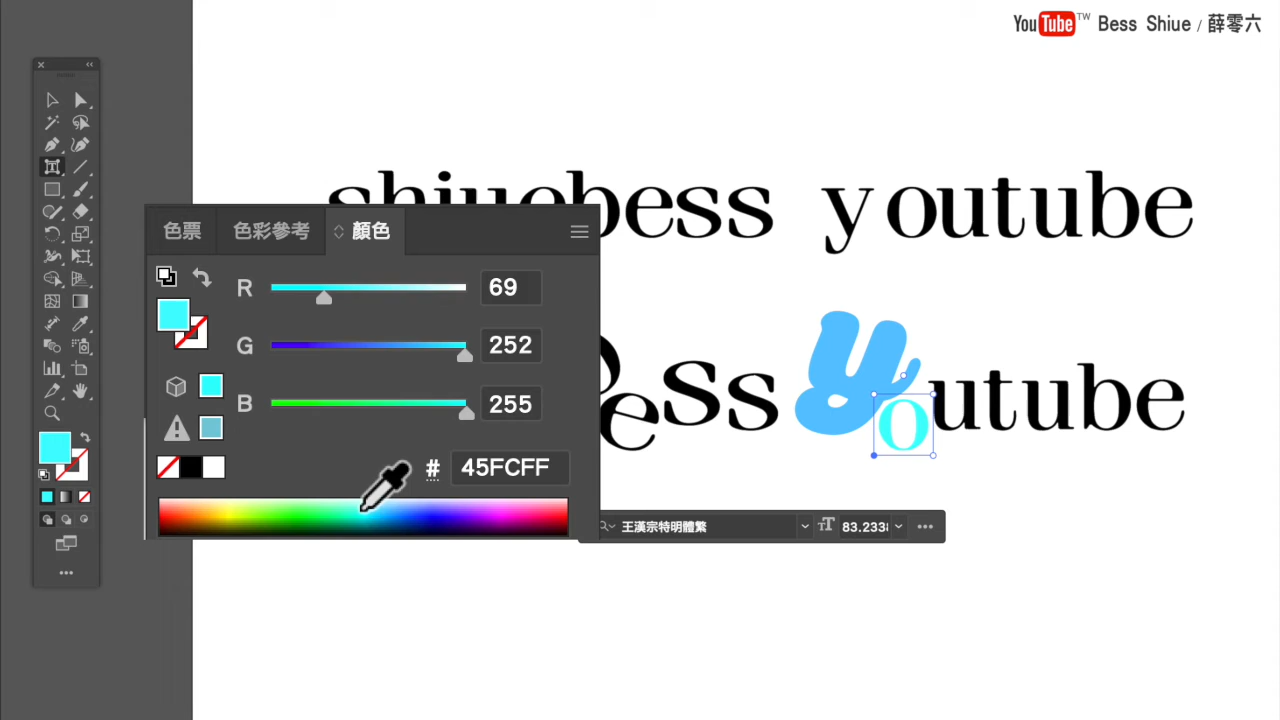 YouTube TW Bess Shiue / 薛零六
shiuebess youtube
色票 色彩參考 顏色
R 69
G 252
B 255
# 45FCFF
ess youtube
王漢宗特明體繁 83.233